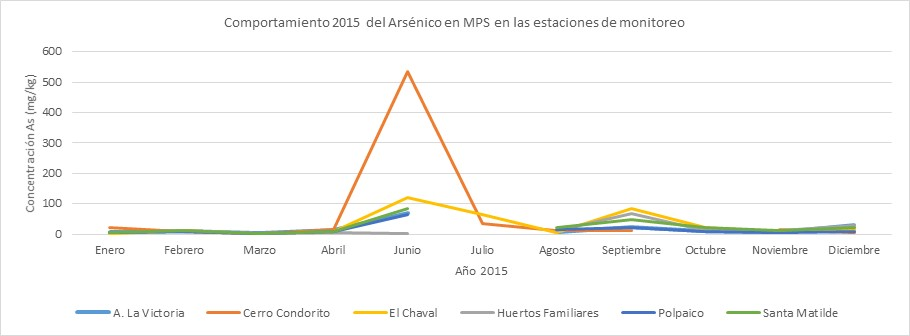 Comportamiento 2015 del Arsénico en MPS en las estaciones de monitoreo
Concentración As (mg/kg)
600
500
400
300
200
100
0
Enero Febrero Marzo Abril Junio Julio Agosto Septiembre Octubre Noviembre Diciembre
Año 2015
A. La Victoria Cerro Condorito El Chaval Huertos Familiares Polpaico Santa Matilde